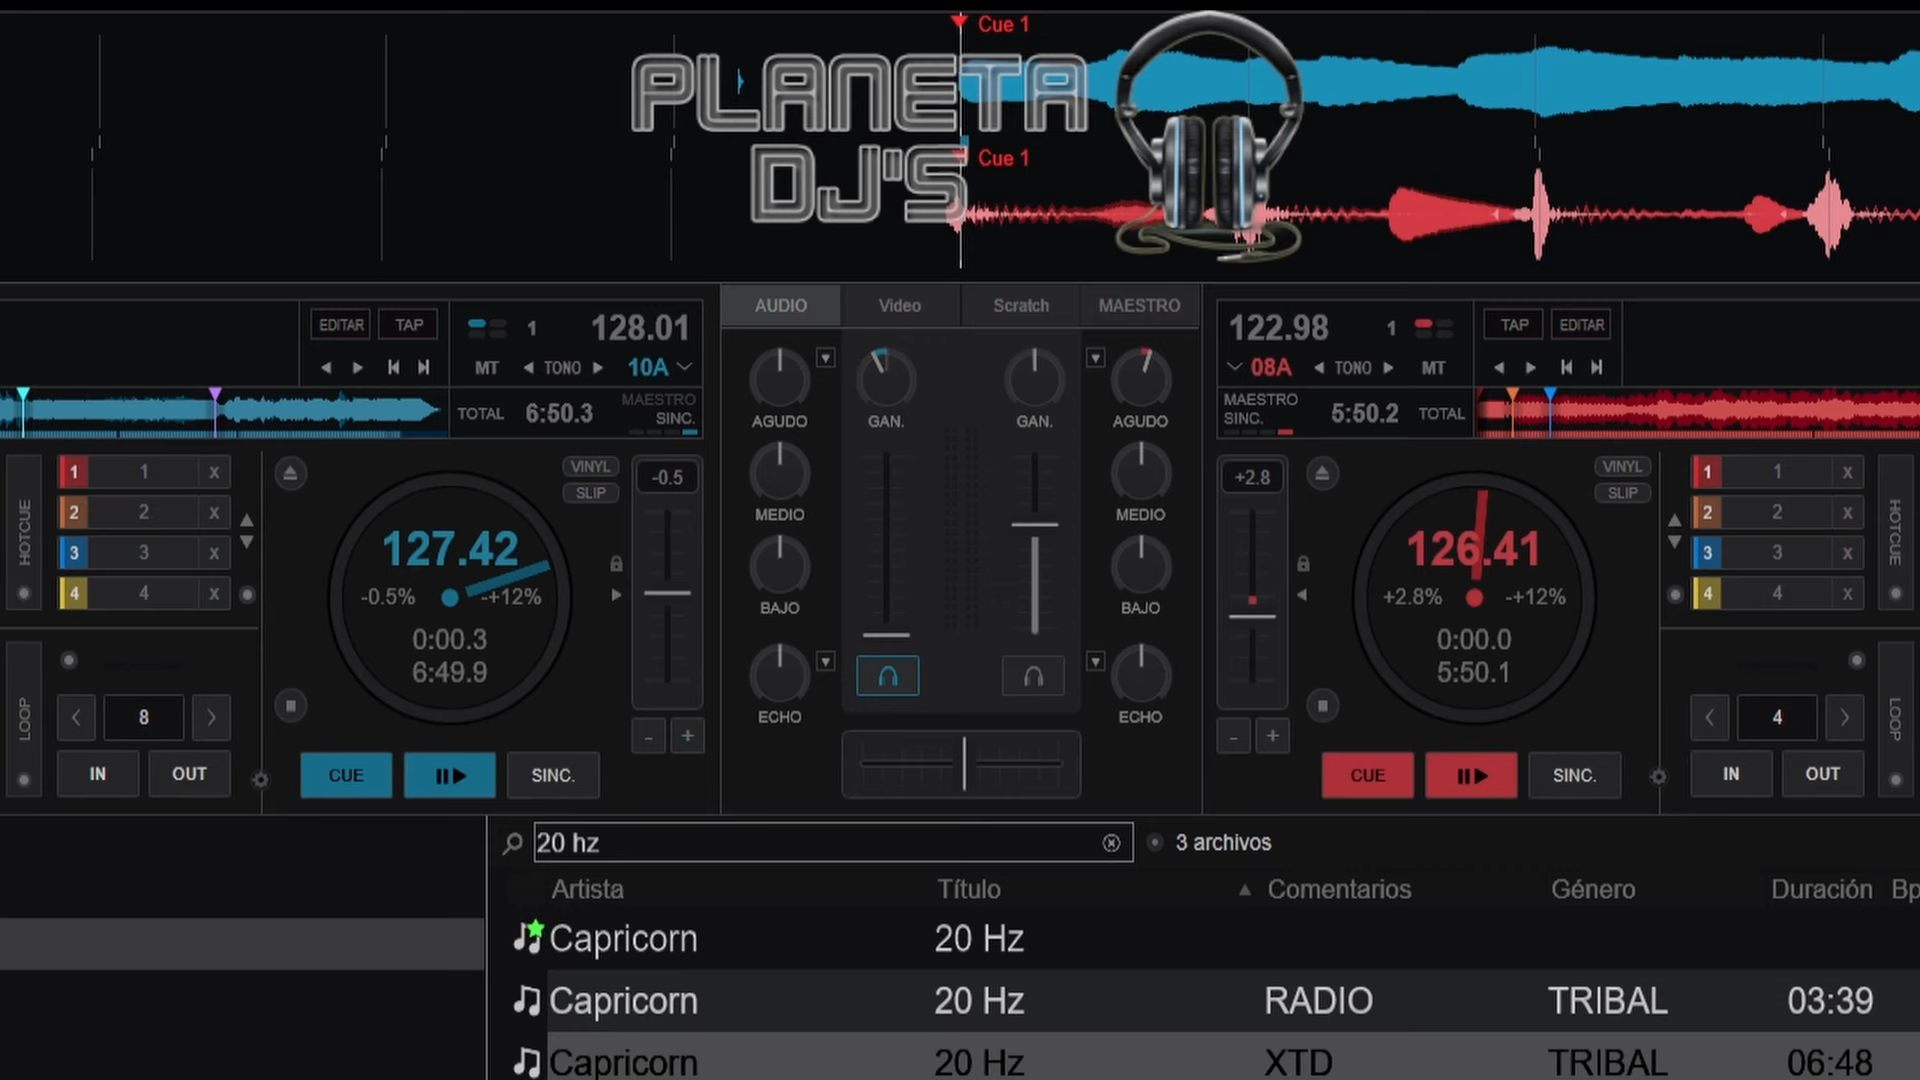 Cue 1
PLANETA
DJ'S
Cue 1
EDITAR TAP 1 128.01
MT TONO 10A
TOTAL 6:50.3 MAESTRO SINC.
AUDIO Video Scratch MAESTRO
122.98 1 TAP EDITAR
08A TONO MT
MAESTRO SINC. 5:50.2 TOTAL
AGUDO GAN. GAN. AGUDO
MEDIO MEDIO
BAJO BAJO
ECHO ECHO
HOTCUE
1 1 x
2 2 x
3 3 x
4 4 x
VINYL
SLIP
-0.5
127.42
-0.5% -+12%
0:00.3
6:49.9
- +
LOOP
< 8 >
IN OUT
CUE SINC.
+2.8
VINYL
SLIP
126.41
+2.8% -+12%
0:00.0
5:50.1
- +
CUE SINC.
1 1 x
2 2 x
3 3 x
4 4 x
HOTCUE
< 4 >
IN OUT
LOOP
20 hz 3 archivos
Artista Título Comentarios Género Duración Bp
Capricorn 20 Hz
Capricorn 20 Hz RADIO TRIBAL 03:39
Capricorn 20 Hz XTD TRIBAL 06:48